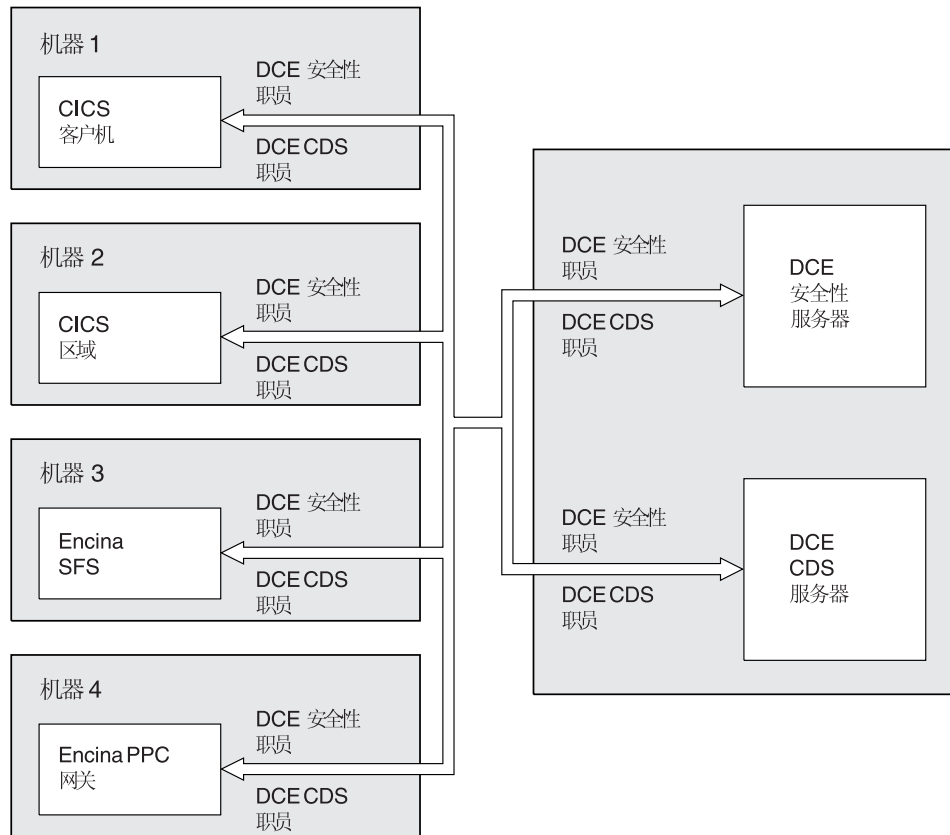 机器 1
CICS
客户机
DCE 安全性
职员
DCE CDS
职员
机器 2
CICS
区域
DCE 安全性
职员
DCE CDS
职员
机器 3
Encina
SFS
DCE 安全性
职员
DCE CDS
职员
机器 4
Encina PPC
网关
DCE 安全性
职员
DCE CDS
职员
DCE 安全性
职员
DCE CDS
职员
DCE
安全性
服务器
DCE 安全性
职员
DCE CDS
职员
DCE
CDS
服务器